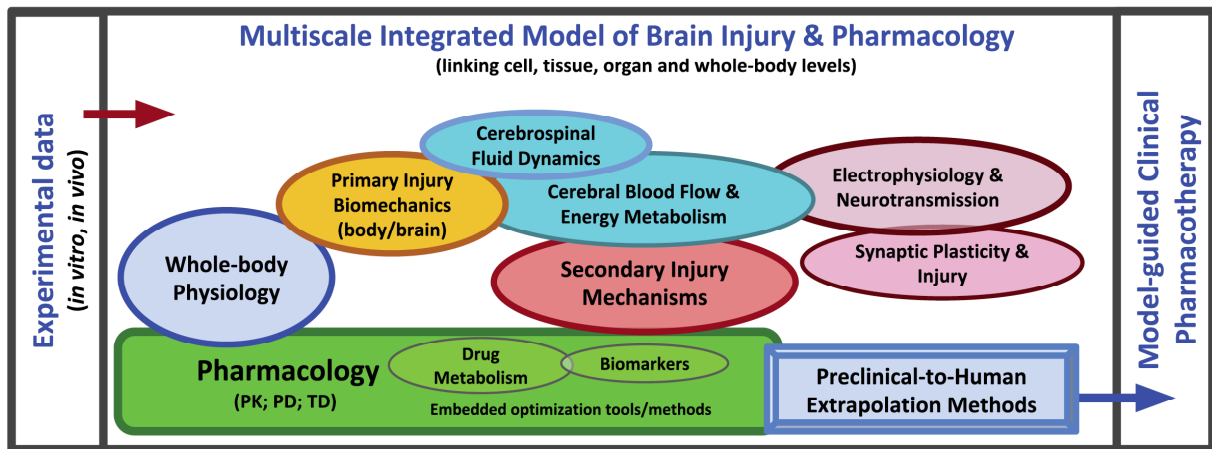 Experimental data
(in vitro, in vivo)
Multiscale Integrated Model of Brain Injury & Pharmacology
(linking cell, tissue, organ and whole-body levels)
Cerebrospinal
Fluid Dynamics
Primary Injury
Biomechanics
(body/brain)
Cerebral Blood Flow &
Energy Metabolism
Electrophysiology &
Neurotransmission
Whole-body
Physiology
Secondary Injury
Mechanisms
Synaptic Plasticity &
Injury
Pharmacology
(PK; PD; TD)
Drug
Metabolism
Biomarkers
Embedded optimization tools/methods
Preclinical-to-Human
Extrapolation Methods
Model-guided Clinical
Pharmacotherapy